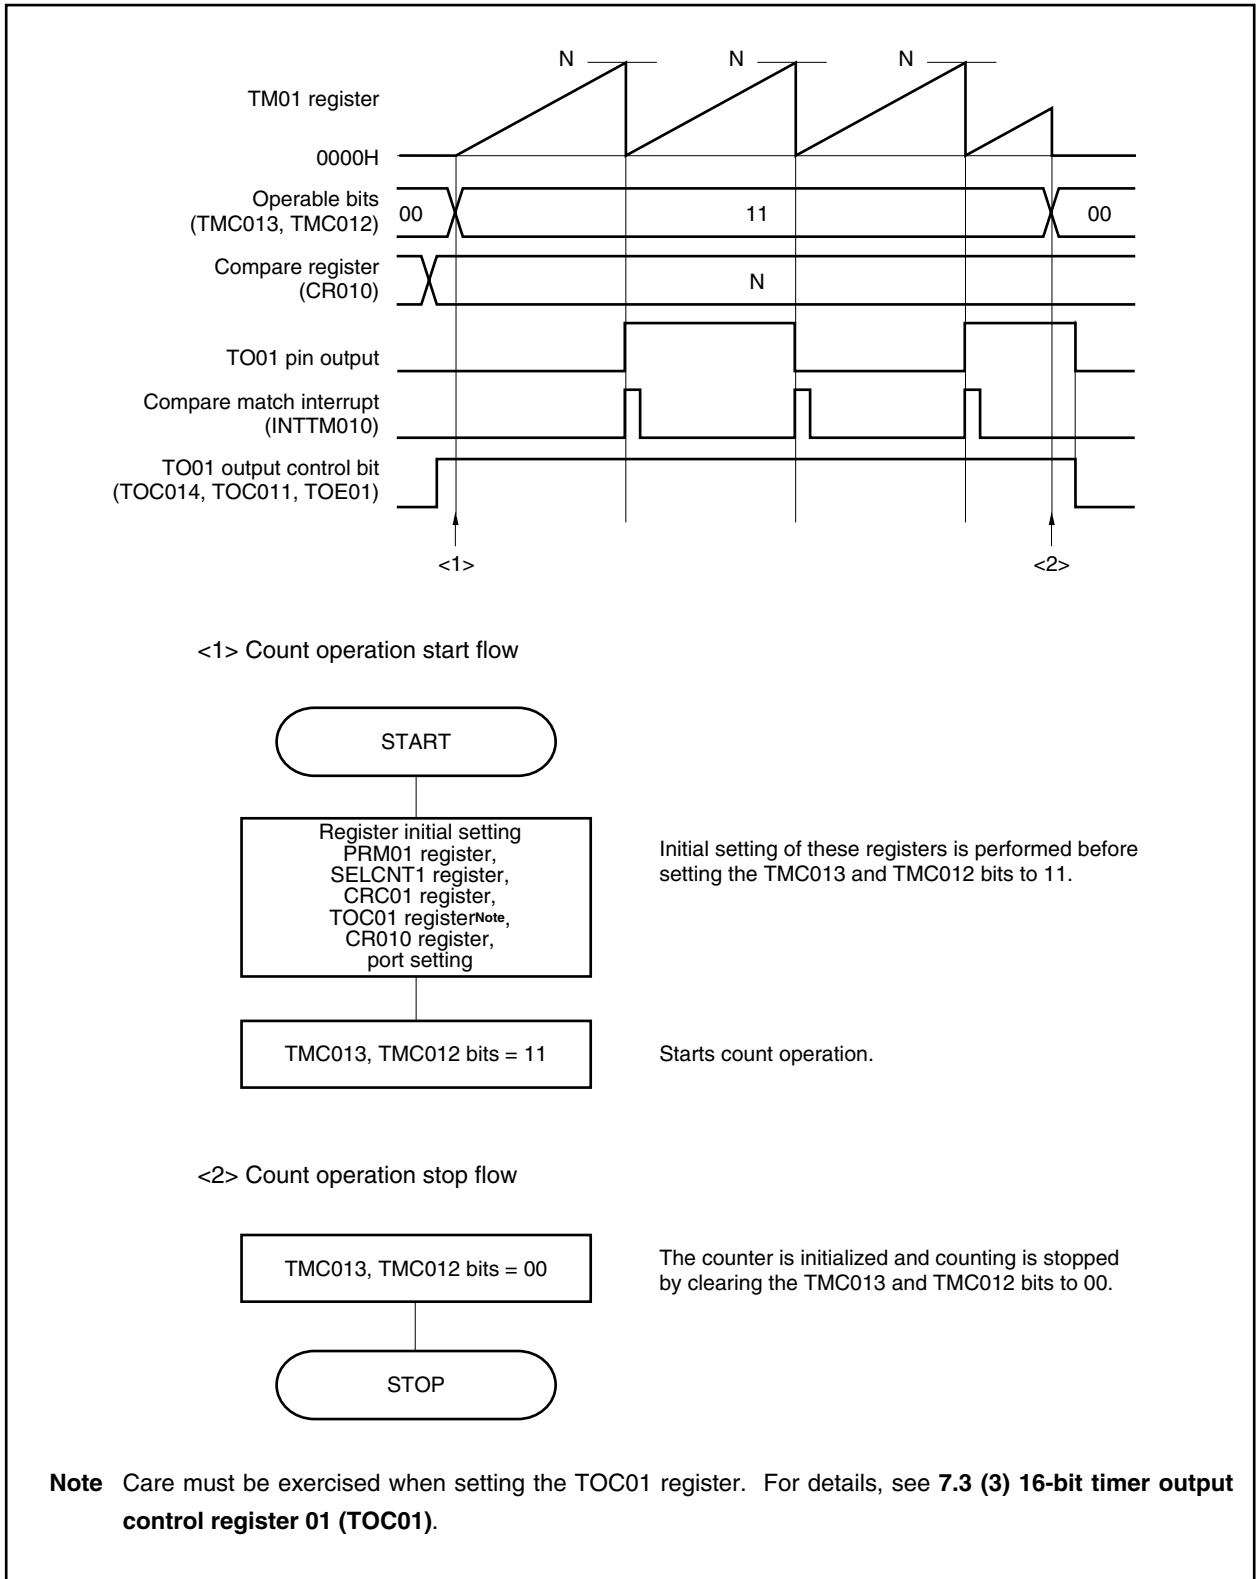 N N N
TM01 register
0000H
Operable bits
(TMC013, TMC012)
00 11 00
Compare register
(CR010)
N
TO01 pin output
Compare match interrupt
(INTTM010)
TO01 output control bit
(TOC014, TOC011, TOE01)
<1> <2>
<1> Count operation start flow
START
Register initial setting
PRM01 register,
SELCNT1 register,
CRC01 register,
TOC01 registerNote,
CR010 register,
port setting
Initial setting of these registers is performed before
setting the TMC013 and TMC012 bits to 11.
TMC013, TMC012 bits = 11
Starts count operation.
<2> Count operation stop flow
TMC013, TMC012 bits = 00
The counter is initialized and counting is stopped
by clearing the TMC013 and TMC012 bits to 00.
STOP
Note Care must be exercised when setting the TOC01 register. For details, see 7.3 (3) 16-bit timer output
control register 01 (TOC01).